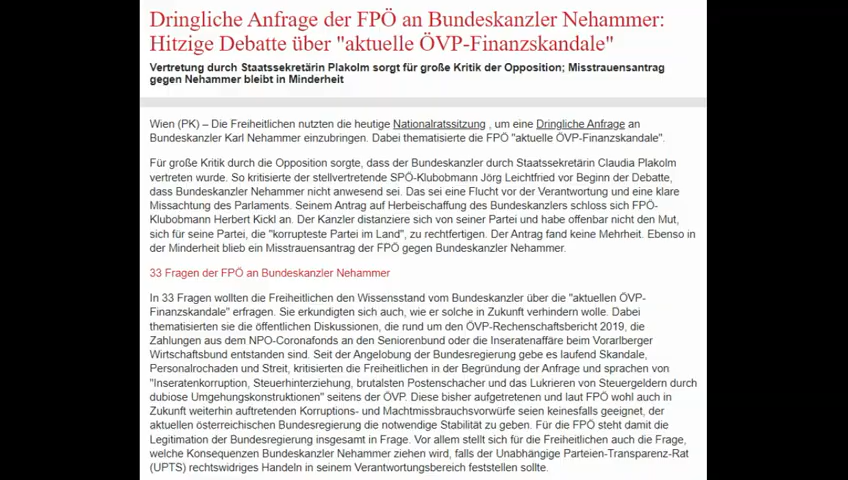 Dringliche Anfrage der FPÖ an Bundeskanzler Nehammer:
Hitzige Debatte über "aktuelle ÖVP-Finanzskandale"
Vertretung durch Staatssekretärin Plakolm sorgt für große Kritik der Opposition; Misstrauensantrag
gegen Nehammer bleibt in Minderheit
Wien (PK) – Die Freiheitlichen nutzten die heutige Nationalratssitzung , um eine Dringliche Anfrage an
Bundeskanzler Karl Nehammer einzubringen. Dabei thematisierte die FPÖ "aktuelle ÖVP-Finanzskandale".
Für große Kritik durch die Opposition sorgte, dass der Bundeskanzler durch Staatssekretärin Claudia Plakolm
vertreten wurde. So kritisierte der stellvertretende SPÖ-Klubobmann Jörg Leichtfried vor Beginn der Debatte,
dass Bundeskanzler Nehammer nicht anwesend sei. Das sei eine Flucht vor der Verantwortung und eine klare
Missachtung des Parlaments. Seinem Antrag auf Herbeischaffung des Bundeskanzlers schloss sich FPÖ-
Klubobmann Herbert Kickl an. Der Kanzler distanziere sich von seiner Partei und habe offenbar nicht den Mut,
sich für seine Partei, die "korrupteste Partei im Land", zu rechtfertigen. Der Antrag fand keine Mehrheit. Ebenso in
der Minderheit blieb ein Misstrauensantrag der FPÖ gegen Bundeskanzler Nehammer.
33 Fragen der FPÖ an Bundeskanzler Nehammer
In 33 Fragen wollten die Freiheitlichen den Wissensstand vom Bundeskanzler über die "aktuellen ÖVP-
Finanzskandale" erfragen. Sie erkundigten sich auch, wie er solche in Zukunft verhindern wolle. Dabei
thematisierten sie die öffentlichen Diskussionen, die rund um den ÖVP-Rechenschaftsbericht 2019, die
Zahlungen aus dem NPO-Coronafonds an den Seniorenbund oder die Inseratenaffäre beim Vorarlberger
Wirtschaftsbund entstanden sind. Seit der Angelobung der Bundesregierung gebe es laufend Skandale,
Personalrochaden und Streit, kritisierten die Freiheitlichen in der Begründung der Anfrage und sprachen von
"Inseratenkorruption, Steuerhinterziehung, brutalsten Postenschacher und das Lukrieren von Steuergeldern durch
dubiose Umgehungskonstruktionen" seitens der ÖVP. Diese bisher aufgetretenen und laut FPÖ wohl auch in
Zukunft weiterhin auftretenden Korruptions- und Machtmissbrauchsvorwürfe seien keinesfalls geeignet, der
aktuellen österreichischen Bundesregierung die notwendige Stabilität zu geben. Für die FPÖ steht damit die
Legitimation der Bundesregierung insgesamt in Frage. Vor allem stellt sich für die Freiheitlichen auch die Frage,
welche Konsequenzen Bundeskanzler Nehammer ziehen wird, falls der Unabhängige Parteien-Transparenz-Rat
(UPTS) rechtswidriges Handeln in seinem Verantwortungsbereich feststellen sollte.